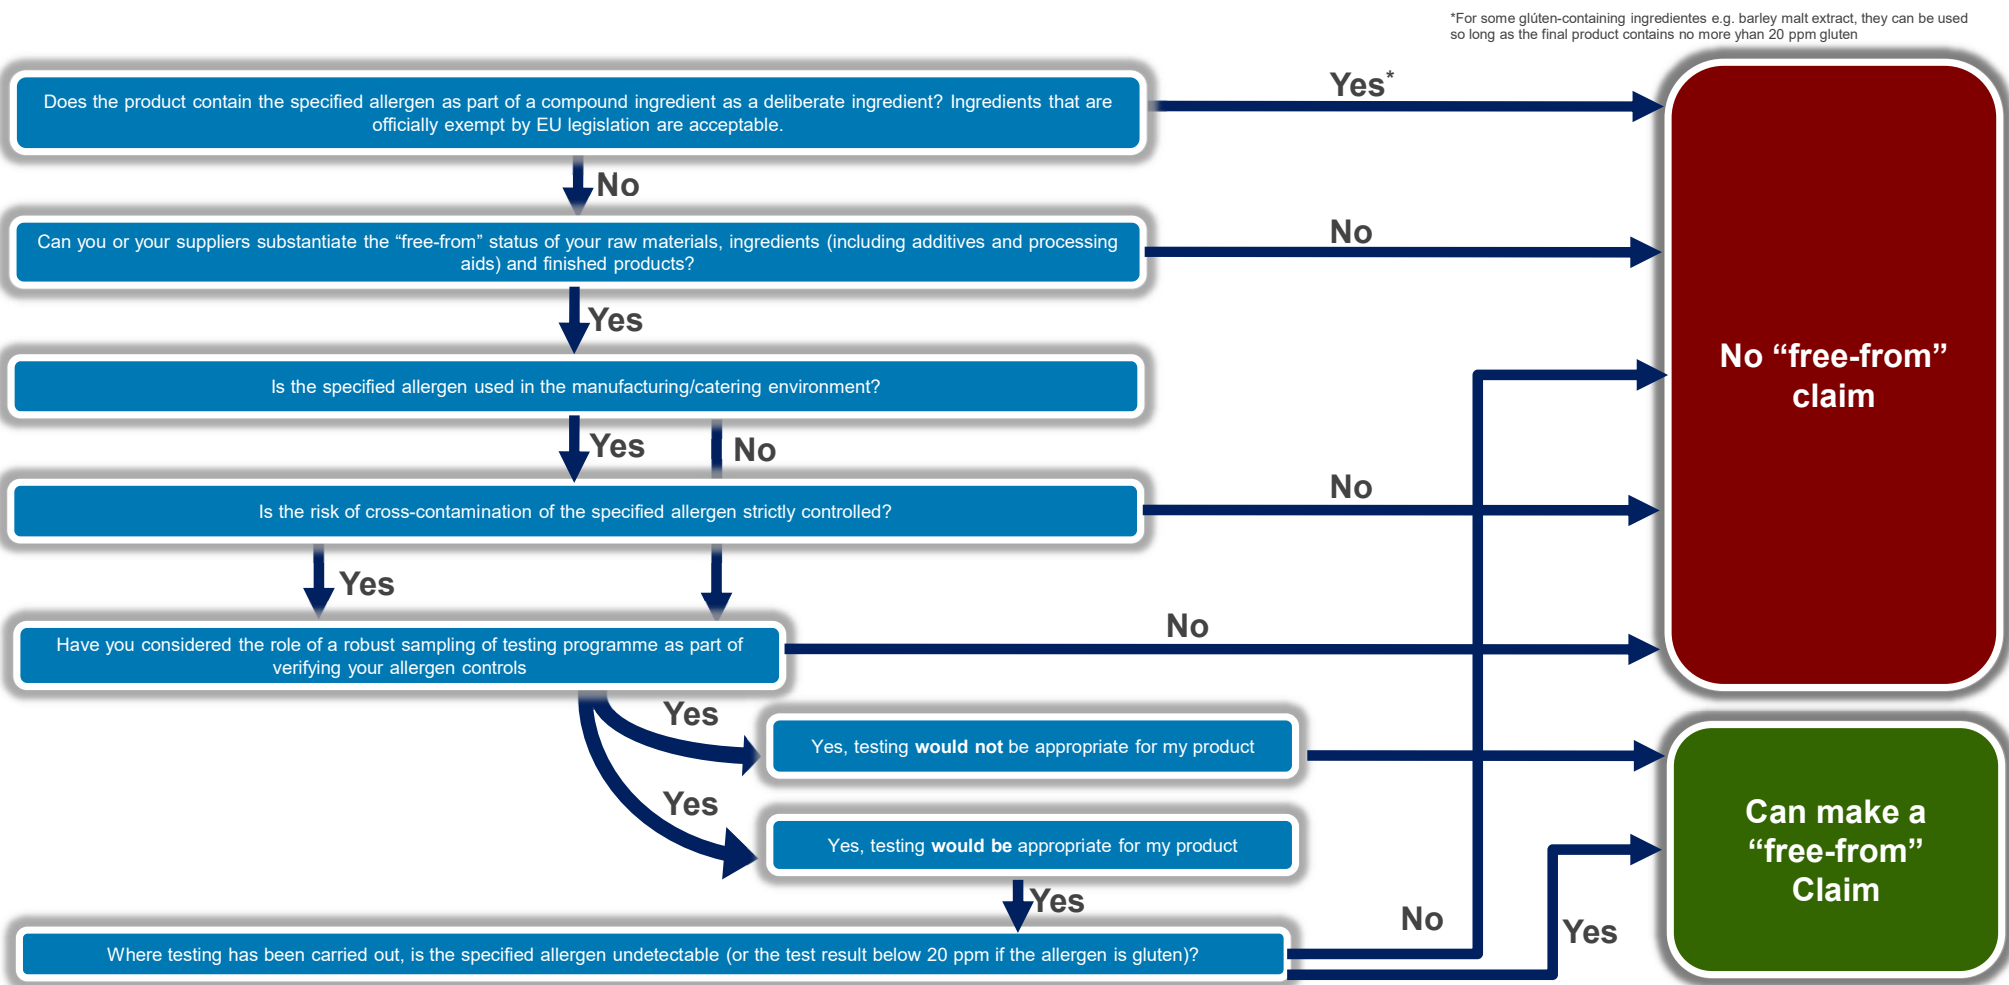 *For some glúten-containing ingredientes e.g. barley malt extract, they can be used
so long as the final product contains no more yhan 20 ppm gluten
Does the product contain the specified allergen as part of a compound ingredient as a deliberate ingredient? Ingredients that are
officially exempt by EU legislation are acceptable.
Yes*
No
Can you or your suppliers substantiate the “free-from” status of your raw materials, ingredients (including additives and processing
aids) and finished products?
No
Yes
Is the specified allergen used in the manufacturing/catering environment?
Yes
No
Is the risk of cross-contamination of the specified allergen strictly controlled?
No
Yes
Have you considered the role of a robust sampling of testing programme as part of
verifying your allergen controls
No
Yes
Yes, testing would not be appropriate for my product
Yes
Yes, testing would be appropriate for my product
Yes
Where testing has been carried out, is the specified allergen undetectable (or the test result below 20 ppm if the allergen is gluten)?
No
Yes
No “free-from”
claim
Can make a
“free-from”
Claim